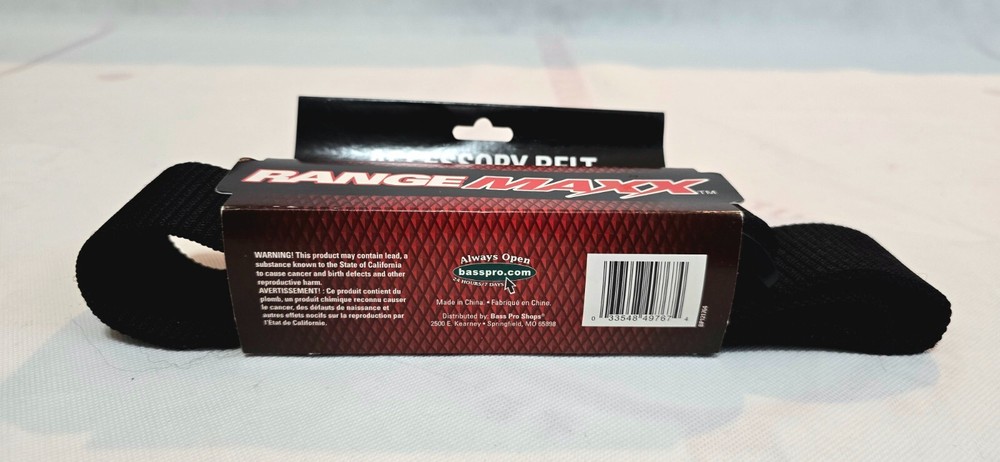 ACCESSORY BELT
RANGE MAXX™
WARNING! This product may contain lead, a
substance known to the State of California
to cause cancer and birth defects and other
reproductive harm.
AVERTISSEMENT! : Ce produit contient du
plomb, un produit chimique reconnu causer
le cancer, des défauts de naissance et
autres effets nocifs sur la reproduction par
l'État de Californie.
Always Open
basspro.com
24 HOURS/7 DAYS
Made in China. • Fabriqué en Chine.
Distributed by: Bass Pro Shops®
2500 E. Kearney • Springfield, MO 65898
0 33548 49767 4